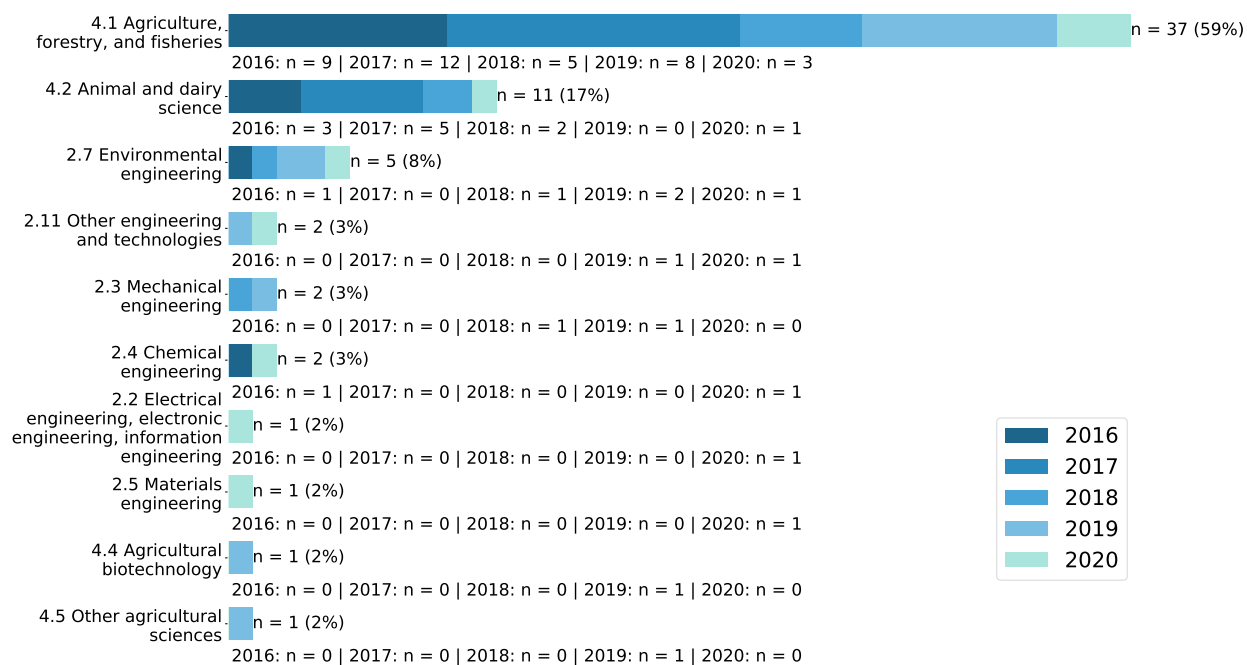 4.1 Agriculture,
forestry, and fisheries
n = 37 (59%)
2016: n = 9 | 2017: n = 12 | 2018: n = 5 | 2019: n = 8 | 2020: n = 3
4.2 Animal and dairy
science
n = 11 (17%)
2016: n = 3 | 2017: n = 5 | 2018: n = 2 | 2019: n = 0 | 2020: n = 1
2.7 Environmental
engineering
n = 5 (8%)
2016: n = 1 | 2017: n = 0 | 2018: n = 1 | 2019: n = 2 | 2020: n = 1
2.11 Other engineering
and technologies
n = 2 (3%)
2016: n = 0 | 2017: n = 0 | 2018: n = 0 | 2019: n = 1 | 2020: n = 1
2.3 Mechanical
engineering
n = 2 (3%)
2016: n = 0 | 2017: n = 0 | 2018: n = 1 | 2019: n = 1 | 2020: n = 0
2.4 Chemical
engineering
n = 2 (3%)
2016: n = 1 | 2017: n = 0 | 2018: n = 0 | 2019: n = 0 | 2020: n = 1
2.2 Electrical
engineering, electronic
engineering, information
engineering
n = 1 (2%)
2016: n = 0 | 2017: n = 0 | 2018: n = 0 | 2019: n = 0 | 2020: n = 1
2.5 Materials
engineering
n = 1 (2%)
2016: n = 0 | 2017: n = 0 | 2018: n = 0 | 2019: n = 0 | 2020: n = 1
4.4 Agricultural
biotechnology
n = 1 (2%)
2016: n = 0 | 2017: n = 0 | 2018: n = 0 | 2019: n = 1 | 2020: n = 0
4.5 Other agricultural
sciences
n = 1 (2%)
2016: n = 0 | 2017: n = 0 | 2018: n = 0 | 2019: n = 1 | 2020: n = 0
2016
2017
2018
2019
2020